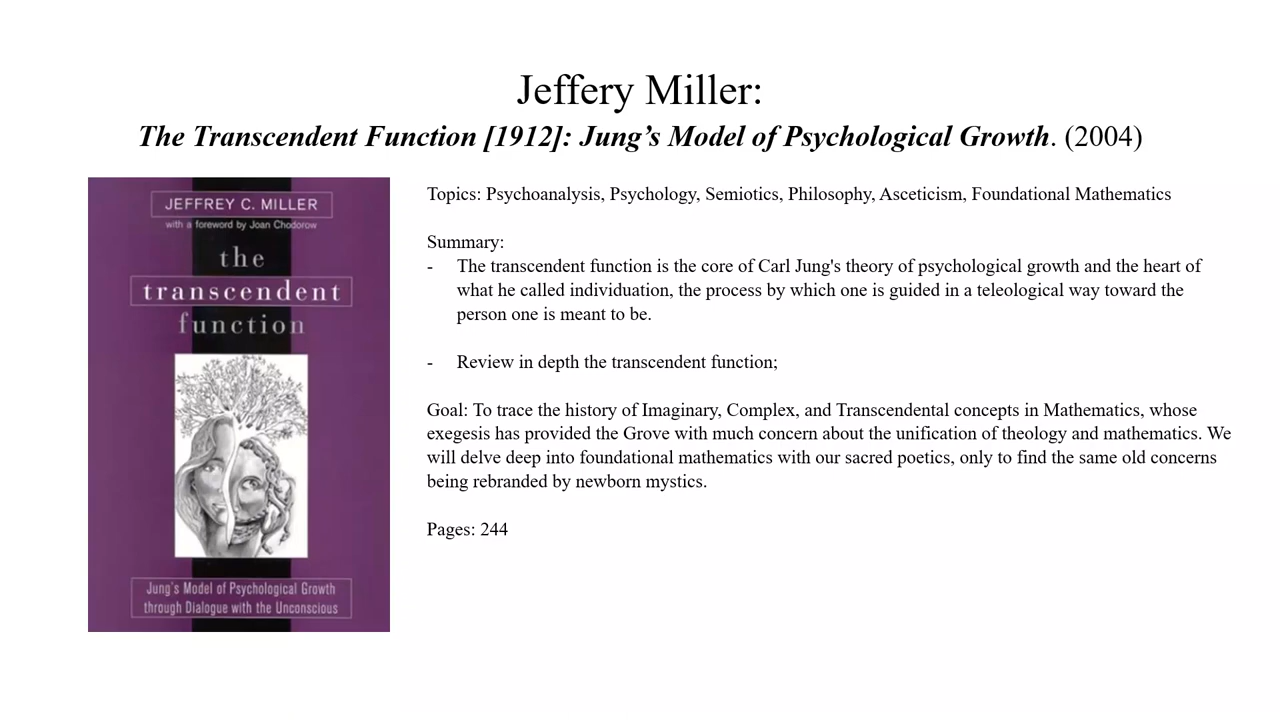 Jeffery Miller:
The Transcendent Function [1912]: Jung's Model of Psychological Growth. (2004)
JEFFREY C. MILLER
with a foreword by Joan Chodorow
the
transcendent
function
Jung's Model of Psychological Growth
through Dialogue with the Unconscious
Topics: Psychoanalysis, Psychology, Semiotics, Philosophy, Asceticism, Foundational Mathematics
Summary:
- The transcendent function is the core of Carl Jung's theory of psychological growth and the heart of
what he called individuation, the process by which one is guided in a teleological way toward the
person one is meant to be.
- Review in depth the transcendent function;
Goal: To trace the history of Imaginary, Complex, and Transcendental concepts in Mathematics, whose
exegesis has provided the Grove with much concern about the unification of theology and mathematics. We
will delve deep into foundational mathematics with our sacred poetics, only to find the same old concerns
being rebranded by newborn mystics.
Pages: 244